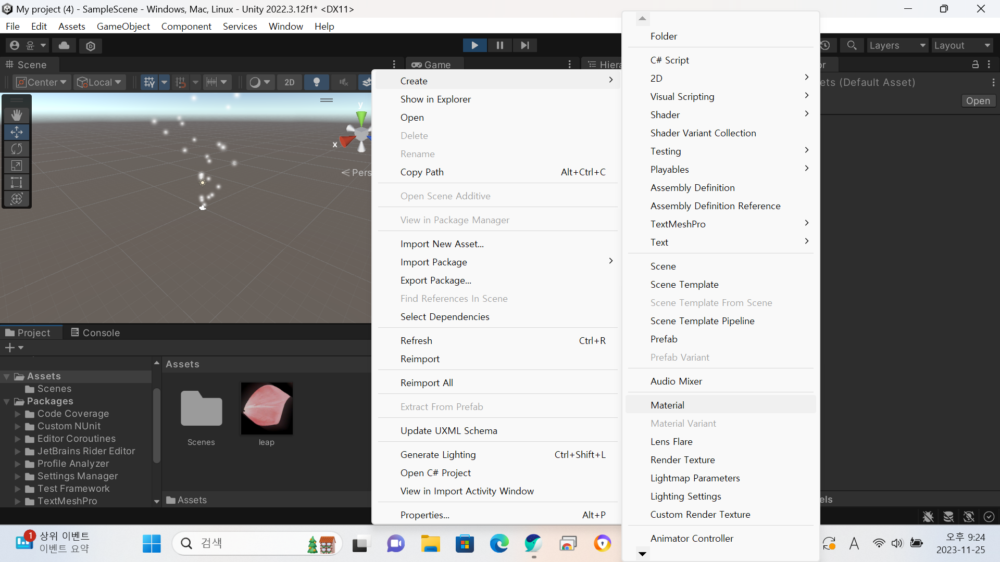 My project (4) - SampleScene - Windows, Mac, Linux - Unity 2022.3.12f1* <DX11>
File Edit Assets GameObject Component Services Window Help
윤
Layers
Layout
Scene
Game
Hiera
or
Center
Local
2D
ets (Default Asset)
Open
y
x
Pers
Create
Show in Explorer
Open
Delete
Rename
Copy Path Alt+Ctrl+C
Open Scene Additive
View in Package Manager
Import New Asset...
Import Package
Export Package...
Find References In Scene
Select Dependencies
Refresh Ctrl+R
Reimport
Reimport All
Extract From Prefab
Update UXML Schema
Generate Lighting Ctrl+Shift+L
Open C# Project
View in Import Activity Window
Properties... Alt+P
Folder
C# Script
2D
Visual Scripting
Shader
Shader Variant Collection
Testing
Playables
Assembly Definition
Assembly Definition Reference
TextMeshPro
Text
Scene
Scene Template
Scene Template From Scene
Scene Template Pipeline
Prefab
Prefab Variant
Audio Mixer
Material
Material Variant
Lens Flare
Render Texture
Lightmap Parameters
Lighting Settings
Custom Render Texture
Animator Controller
Project
Console
Assets
Scenes
Packages
Code Coverage
Custom NUnit
Editor Coroutines
JetBrains Rider Editor
Profile Analyzer
Settings Manager
Test Framework
TextMeshPro
Assets
Scenes
leap
Assets
els
1
상위 이벤트
이벤트 요약
검색
A
오후 9:24
2023-11-25